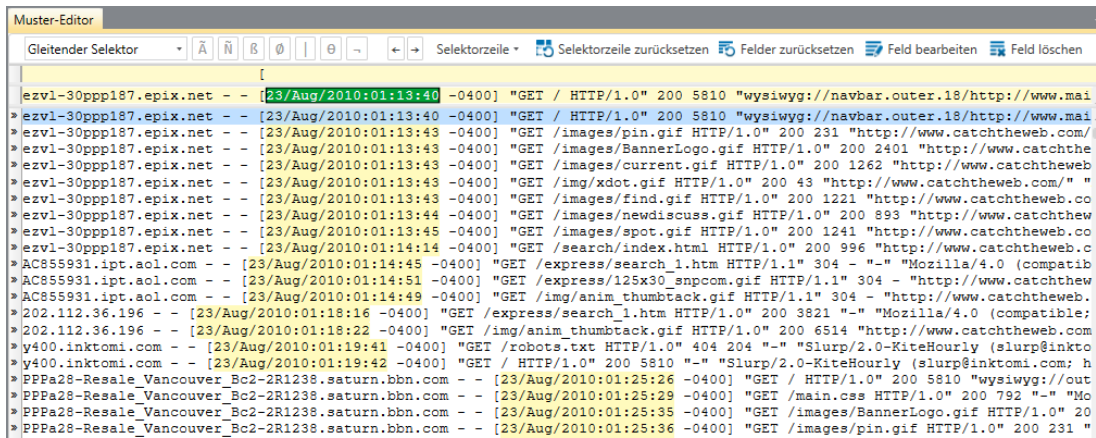 Muster-Editor
Gleitender Selektor Ã Ñ ß Ø | θ ¬ ← → Selektorzeile Selektorzeile zurücksetzen Felder zurücksetzen Feld bearbeiten Feld löschen
[
ezvl-30ppp187.epix.net - - [23/Aug/2010:01:13:40 -0400] "GET / HTTP/1.0" 200 5810 "wysiwyg://navbar.outer.18/http://www.mai
» ezvl-30ppp187.epix.net - - [23/Aug/2010:01:13:40 -0400] "GET / HTTP/1.0" 200 5810 "wysiwyg://navbar.outer.18/http://www.mai
» ezvl-30ppp187.epix.net - - [23/Aug/2010:01:13:43 -0400] "GET /images/pin.gif HTTP/1.0" 200 231 "http://www.catchtheweb.com/
» ezvl-30ppp187.epix.net - - [23/Aug/2010:01:13:43 -0400] "GET /images/BannerLogo.gif HTTP/1.0" 200 2401 "http://www.catchthe
» ezvl-30ppp187.epix.net - - [23/Aug/2010:01:13:43 -0400] "GET /images/current.gif HTTP/1.0" 200 1262 "http://www.catchtheweb
» ezvl-30ppp187.epix.net - - [23/Aug/2010:01:13:43 -0400] "GET /img/xdot.gif HTTP/1.0" 200 43 "http://www.catchtheweb.com/" "
» ezvl-30ppp187.epix.net - - [23/Aug/2010:01:13:43 -0400] "GET /images/find.gif HTTP/1.0" 200 1221 "http://www.catchtheweb.co
» ezvl-30ppp187.epix.net - - [23/Aug/2010:01:13:44 -0400] "GET /images/newdiscuss.gif HTTP/1.0" 200 893 "http://www.catchthew
» ezvl-30ppp187.epix.net - - [23/Aug/2010:01:13:45 -0400] "GET /images/spot.gif HTTP/1.0" 200 1241 "http://www.catchtheweb.co
» ezvl-30ppp187.epix.net - - [23/Aug/2010:01:14:14 -0400] "GET /search/index.html HTTP/1.0" 200 996 "http://www.catchtheweb.c
» AC855931.ipt.aol.com - - [23/Aug/2010:01:14:45 -0400] "GET /express/search_1.htm HTTP/1.1" 304 - "-" "Mozilla/4.0 (compatib
» AC855931.ipt.aol.com - - [23/Aug/2010:01:14:51 -0400] "GET /express/125x30_snpcom.gif HTTP/1.1" 304 - "http://www.catchthew
» AC855931.ipt.aol.com - - [23/Aug/2010:01:14:49 -0400] "GET /img/anim_thumbtack.gif HTTP/1.1" 304 - "http://www.catchtheweb.
» 202.112.36.196 - - [23/Aug/2010:01:18:16 -0400] "GET /express/search_1.htm HTTP/1.0" 200 3821 "-" "Mozilla/4.0 (compatible;
» 202.112.36.196 - - [23/Aug/2010:01:18:22 -0400] "GET /img/anim_thumbtack.gif HTTP/1.0" 200 6514 "http://www.catchtheweb.com
» y400.inktomi.com - - [23/Aug/2010:01:19:41 -0400] "GET /robots.txt HTTP/1.0" 404 204 "-" "Slurp/2.0-KiteHourly (slurp@inkto
» y400.inktomi.com - - [23/Aug/2010:01:19:42 -0400] "GET / HTTP/1.0" 200 5810 "-" "Slurp/2.0-KiteHourly (slurp@inktomi.com; h
» PPPa28-Resale_Vancouver_Bc2-2R1238.saturn.bbn.com - - [23/Aug/2010:01:25:26 -0400] "GET / HTTP/1.0" 200 5810 "wysiwyg://out
» PPPa28-Resale_Vancouver_Bc2-2R1238.saturn.bbn.com - - [23/Aug/2010:01:25:29 -0400] "GET /main.css HTTP/1.0" 200 792 "-" "Mo
» PPPa28-Resale_Vancouver_Bc2-2R1238.saturn.bbn.com - - [23/Aug/2010:01:25:35 -0400] "GET /images/BannerLogo.gif HTTP/1.0" 20
» PPPa28-Resale_Vancouver_Bc2-2R1238.saturn.bbn.com - - [23/Aug/2010:01:25:36 -0400] "GET /images/pin.gif HTTP/1.0" 200 231 "